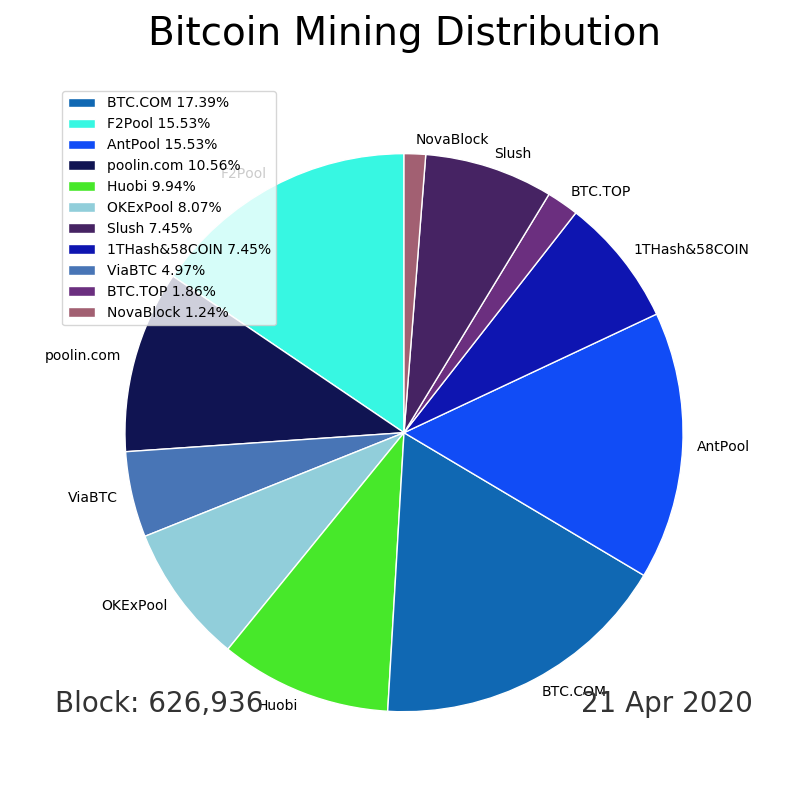 Bitcoin Mining Distribution
BTC.COM 17.39%
F2Pool 15.53%
AntPool 15.53%
poolin.com 10.56%
Huobi 9.94%
OKExPool 8.07%
Slush 7.45%
1THash&58COIN 7.45%
ViaBTC 4.97%
BTC.TOP 1.86%
NovaBlock 1.24%
NovaBlock
Slush
F2Pool
BTC.TOP
1THash&58COIN
poolin.com
AntPool
ViaBTC
OKExPool
BTC.COM
Huobi
Block: 626,936
21 Apr 2020